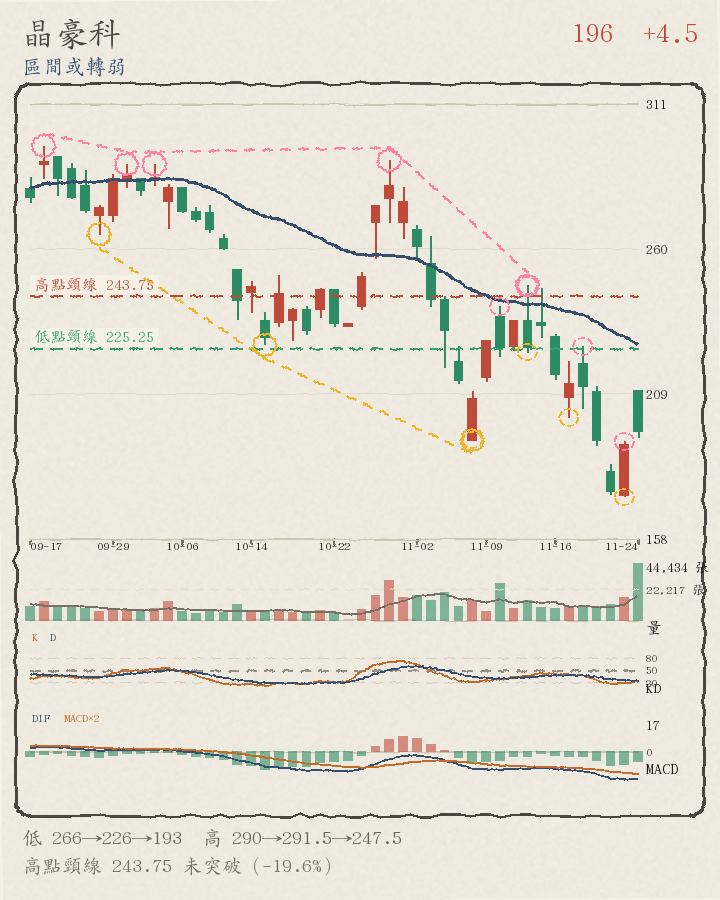 晶豪科
196 +4.5
區間或轉弱
311
260
高點頸線 243.75
低點頸線 225.25
209
158
09-17 09-29 10-06 10-14 10-22 11-02 11-09 11-16 11-24
44,434 張
22,217 張
量
K D
80
50
20
KD
DIF MACD×2
17
0
MACD
低 266→226→193 高 290→291.5→247.5
高點頸線 243.75 未突破 (-19.6%)